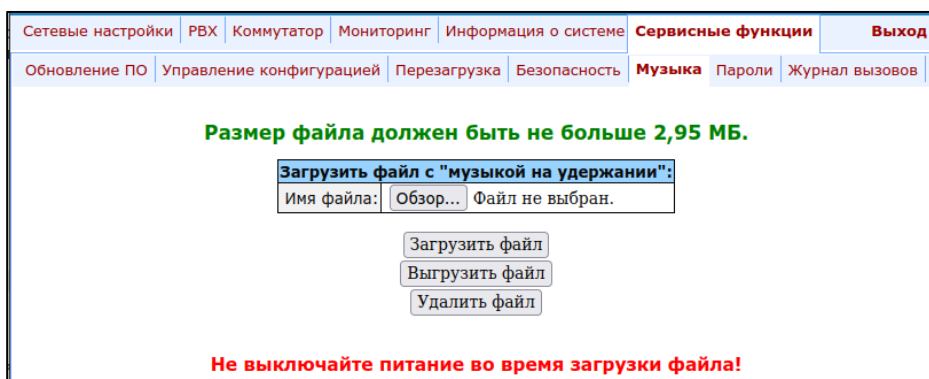 Сетевые настройки PBX Коммутатор Мониторинг Информация о системе Сервисные функции Выход
Обновление ПО Управление конфигурацией Перезагрузка Безопасность Музыка Пароли Журнал вызовов
Размер файла должен быть не больше 2,95 МБ.
Загрузить файл с "музыкой на удержании":
Имя файла: Обзор... Файл не выбран.
Загрузить файл
Выгрузить файл
Удалить файл
Не выключайте питание во время загрузки файла!